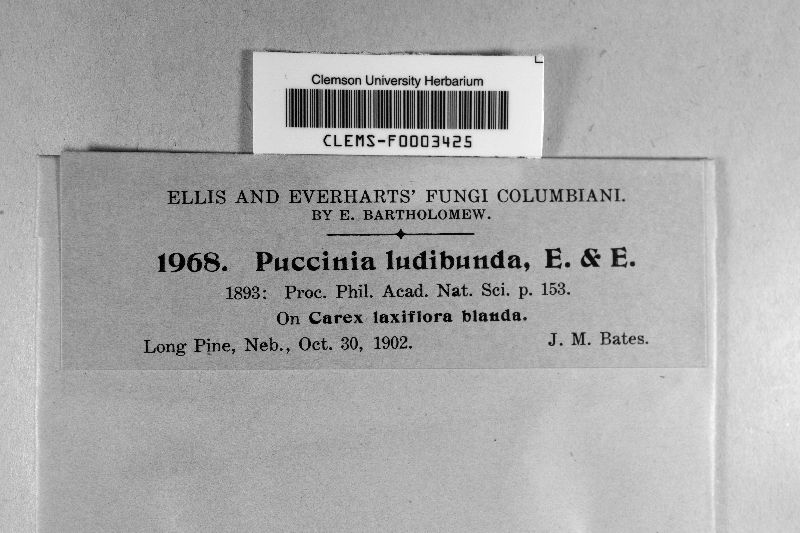 Clemson University Herbarium
CLEMS-F0003425
ELLIS AND EVERHARTS' FUNGI COLUMBIANI.
BY E. BARTHOLOMEW.
1968. Puccinia ludibunda, E. & E.
1893: Proc. Phil. Acad. Nat. Sci. p. 153.
On Carex laxiflora blanda.
Long Pine, Neb., Oct. 30, 1902. J. M. Bates.